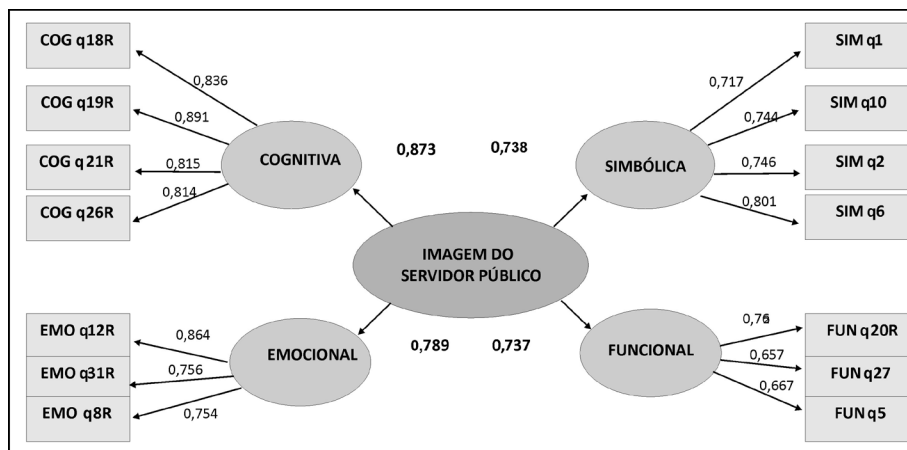 COG q18R
0,836
COG q19R
0,891
COG q21R
0,815
COG q26R
0,814
COGNITIVA
0,873
0,738
SIMBÓLICA
SIM q1
0,717
SIM q10
0,744
SIM q2
0,746
SIM q6
0,801
IMAGEM DO
SERVIDOR PÚBLICO
EMO q12R
0,864
EMO q31R
0,756
EMO q8R
0,754
EMOCIONAL
0,789
0,737
FUNCIONAL
FUN q20R
FUN q27
0,657
FUN q5
0,667